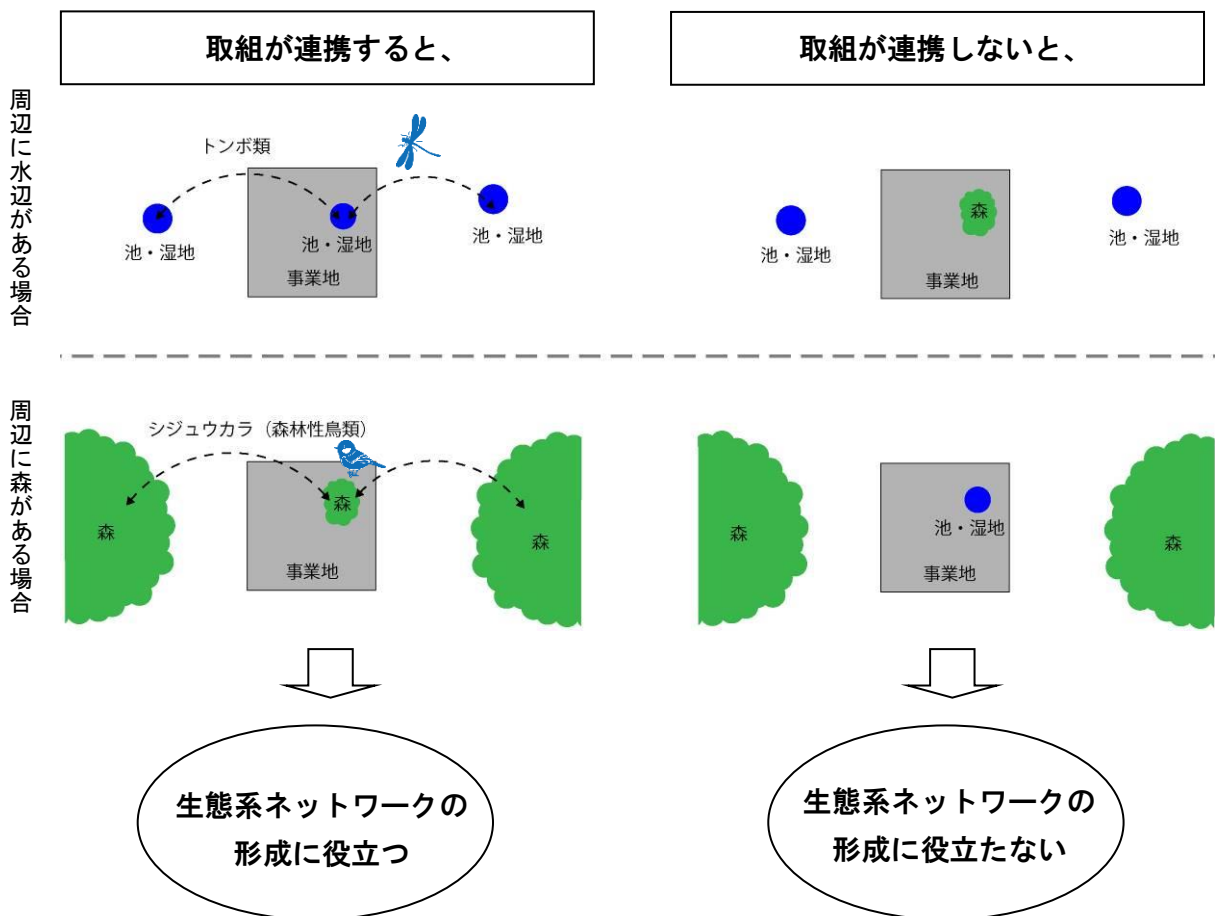 取組が連携すると、
取組が連携しないと、
周辺に水辺がある場合
トンボ類
池・湿地
池・湿地
池・湿地
事業地
森
池・湿地
池・湿地
事業地
周辺に森がある場合
シジュウカラ（森林性鳥類）
森
森
森
事業地
森
池・湿地
森
事業地
生態系ネットワークの
形成に役立つ
生態系ネットワークの
形成に役立たない